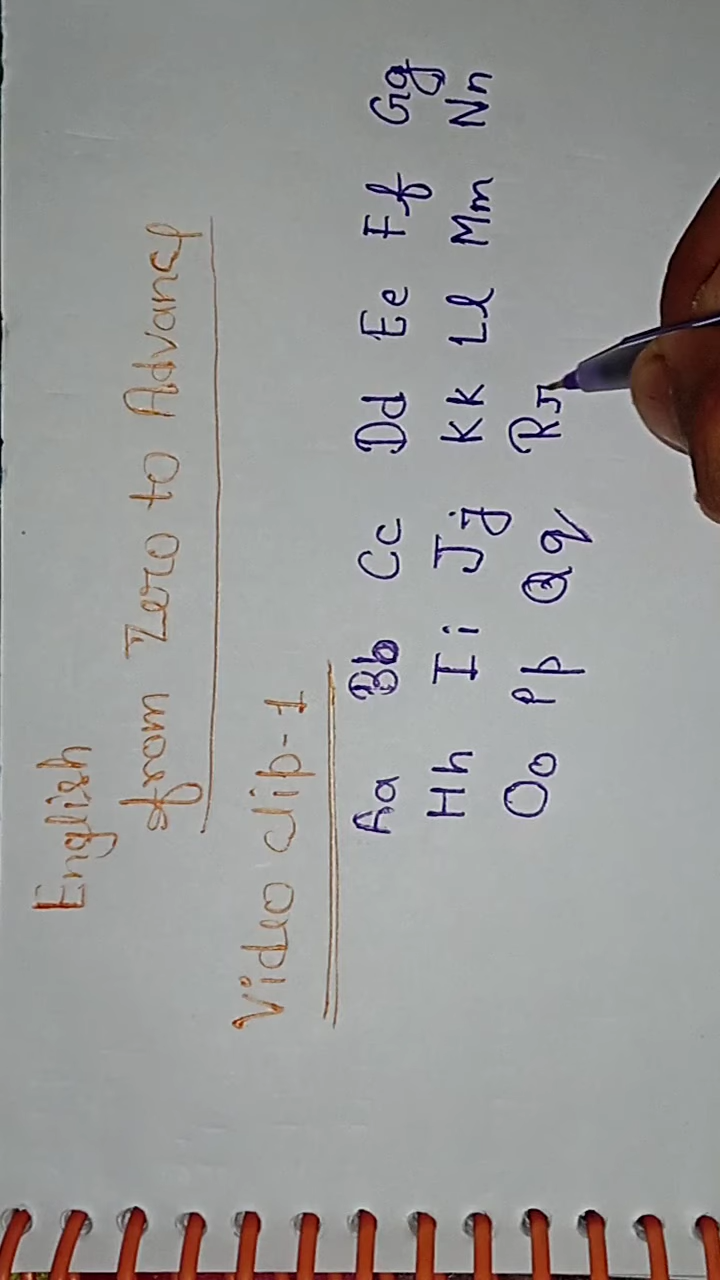 English
from Zero to Advance
Video clip-1
Aa Bb Cc Dd Ee Ff Gg
Hh Ii Jj Kk Ll Mm Nn
Oo Pp Qq Rr